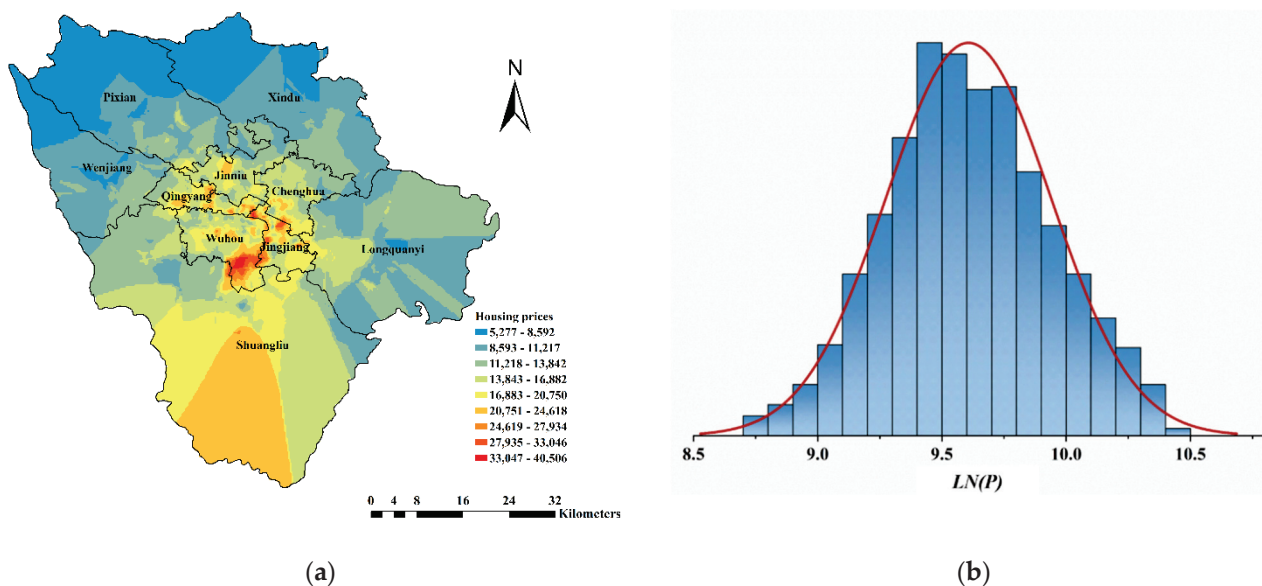 N
Pixian
Xindu
Wenjiang
Jinniu
Qingyang
Chenghua
Wuhou
Jingjiang
Longquanyi
Shuangliu
Housing prices
5,277 - 8,592
8,593 - 11,217
11,218 - 13,842
13,843 - 16,882
16,883 - 20,750
20,751 - 24,618
24,619 - 27,934
27,935 - 33,046
33,047 - 40,506
0 4 8 16 24 32
Kilometers
(a)
8.5 9.0 9.5 10.0 10.5
LN(P)
(b)